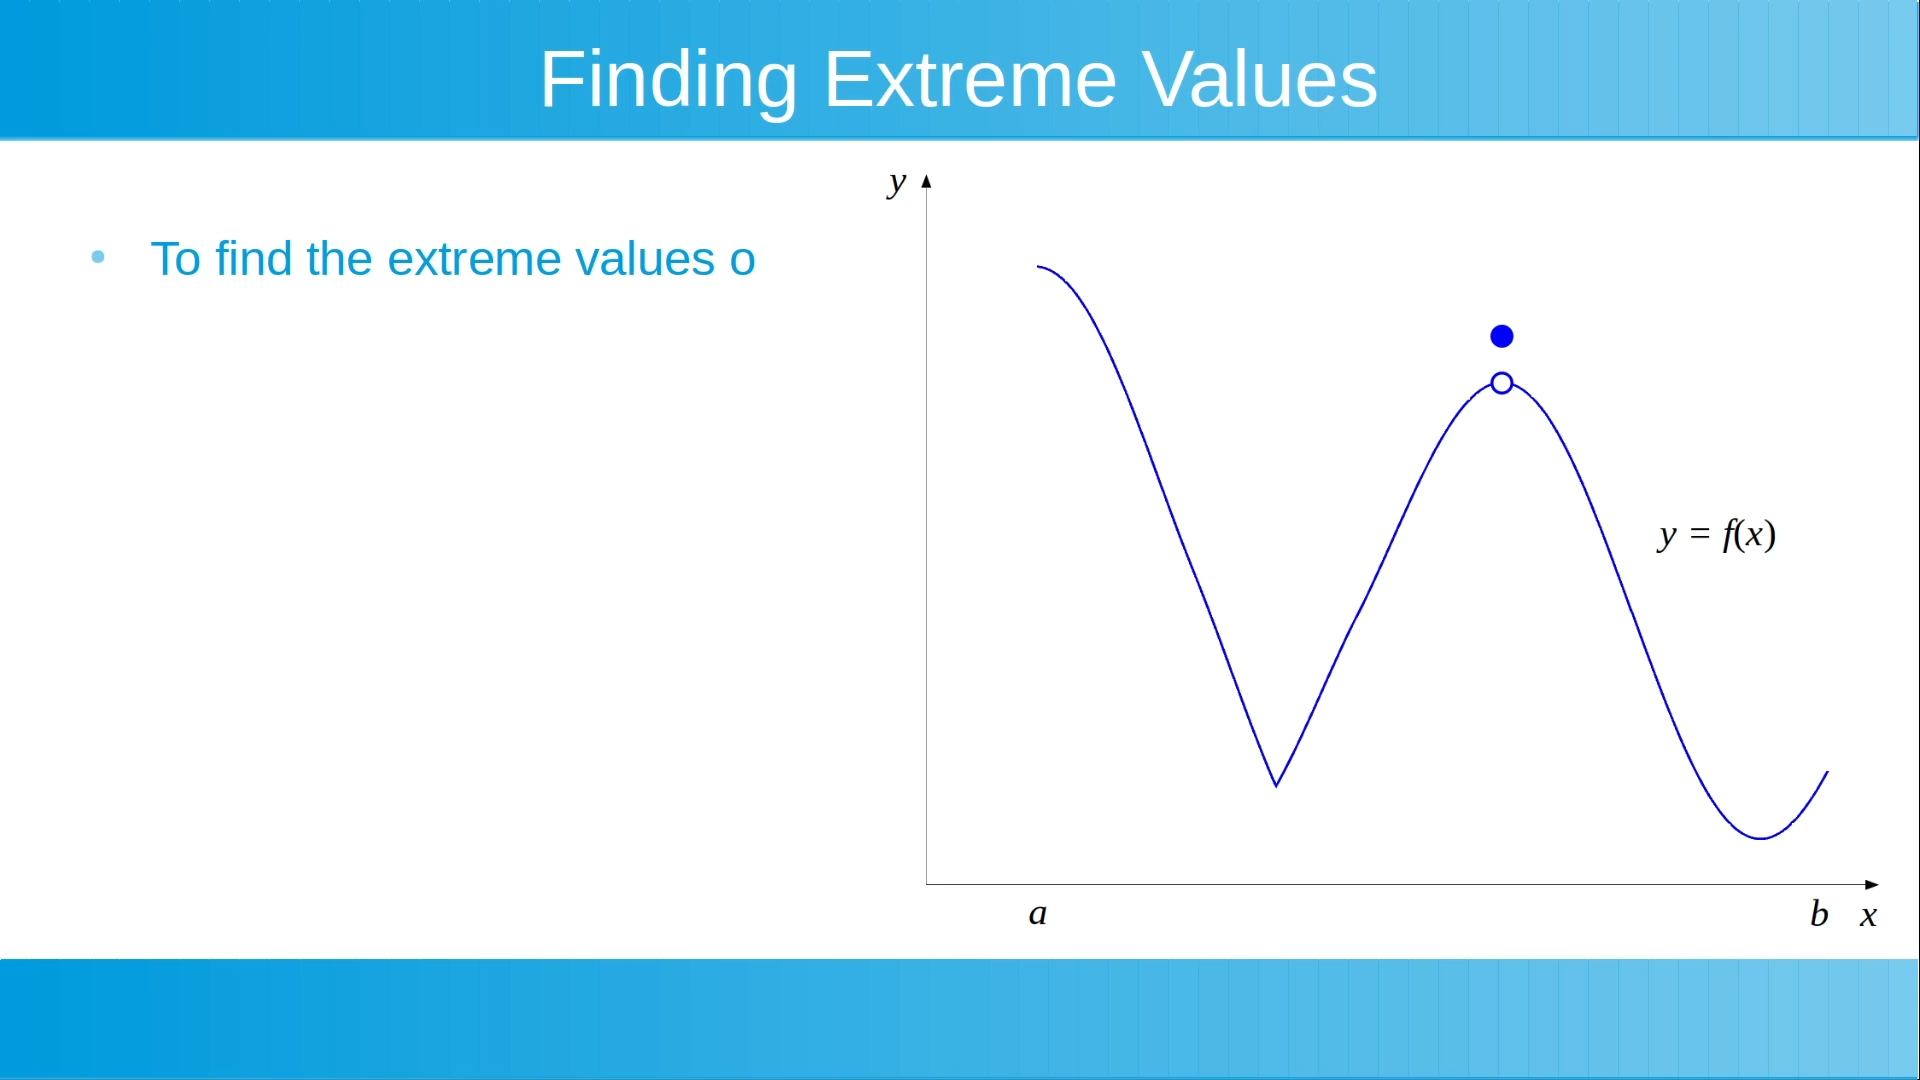 Finding Extreme Values
y
• To find the extreme values o
y = f(x)
a
b
x